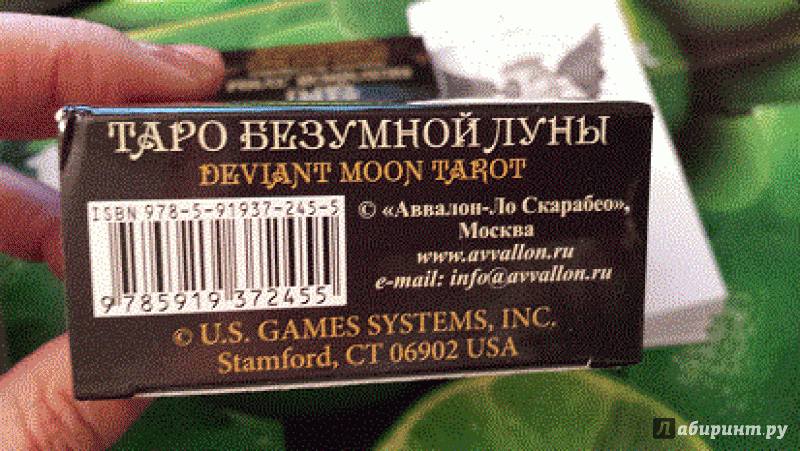 ТАРО БЕЗУМНОЙ ЛУНЫ
DEVIANT MOON TAROT
ISBN 978-5-91937-245-5
9 785919 372455
© «Аввалон-Ло Скарабео»,
Москва
www.avvallon.ru
e-mail: info@avvallon.ru
© U.S. GAMES SYSTEMS, INC.
Stamford, CT 06902 USA
Лабиринт.ру